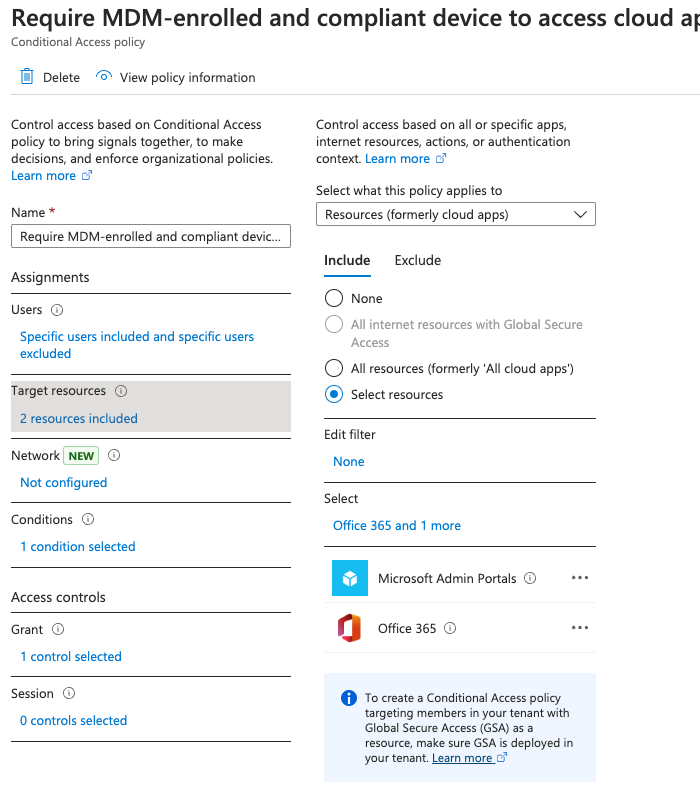 Require MDM-enrolled and compliant device to access cloud ap
Conditional Access policy
Delete View policy information
Control access based on Conditional Access
policy to bring signals together, to make
decisions, and enforce organizational policies.
Learn more
Name *
Require MDM-enrolled and compliant devic...
Assignments
Users
Specific users included and specific users
excluded
Target resources
2 resources included
Network NEW
Not configured
Conditions
1 condition selected
Access controls
Grant
1 control selected
Session
0 controls selected
Control access based on all or specific apps,
internet resources, actions, or authentication
context. Learn more
Select what this policy applies to
Resources (formerly cloud apps)
Include Exclude
None
All internet resources with Global Secure
Access
All resources (formerly 'All cloud apps')
Select resources
Edit filter
None
Select
Office 365 and 1 more
Microsoft Admin Portals
Office 365
To create a Conditional Access policy
targeting members in your tenant with
Global Secure Access (GSA) as a
resource, make sure GSA is deployed in
your tenant. Learn more